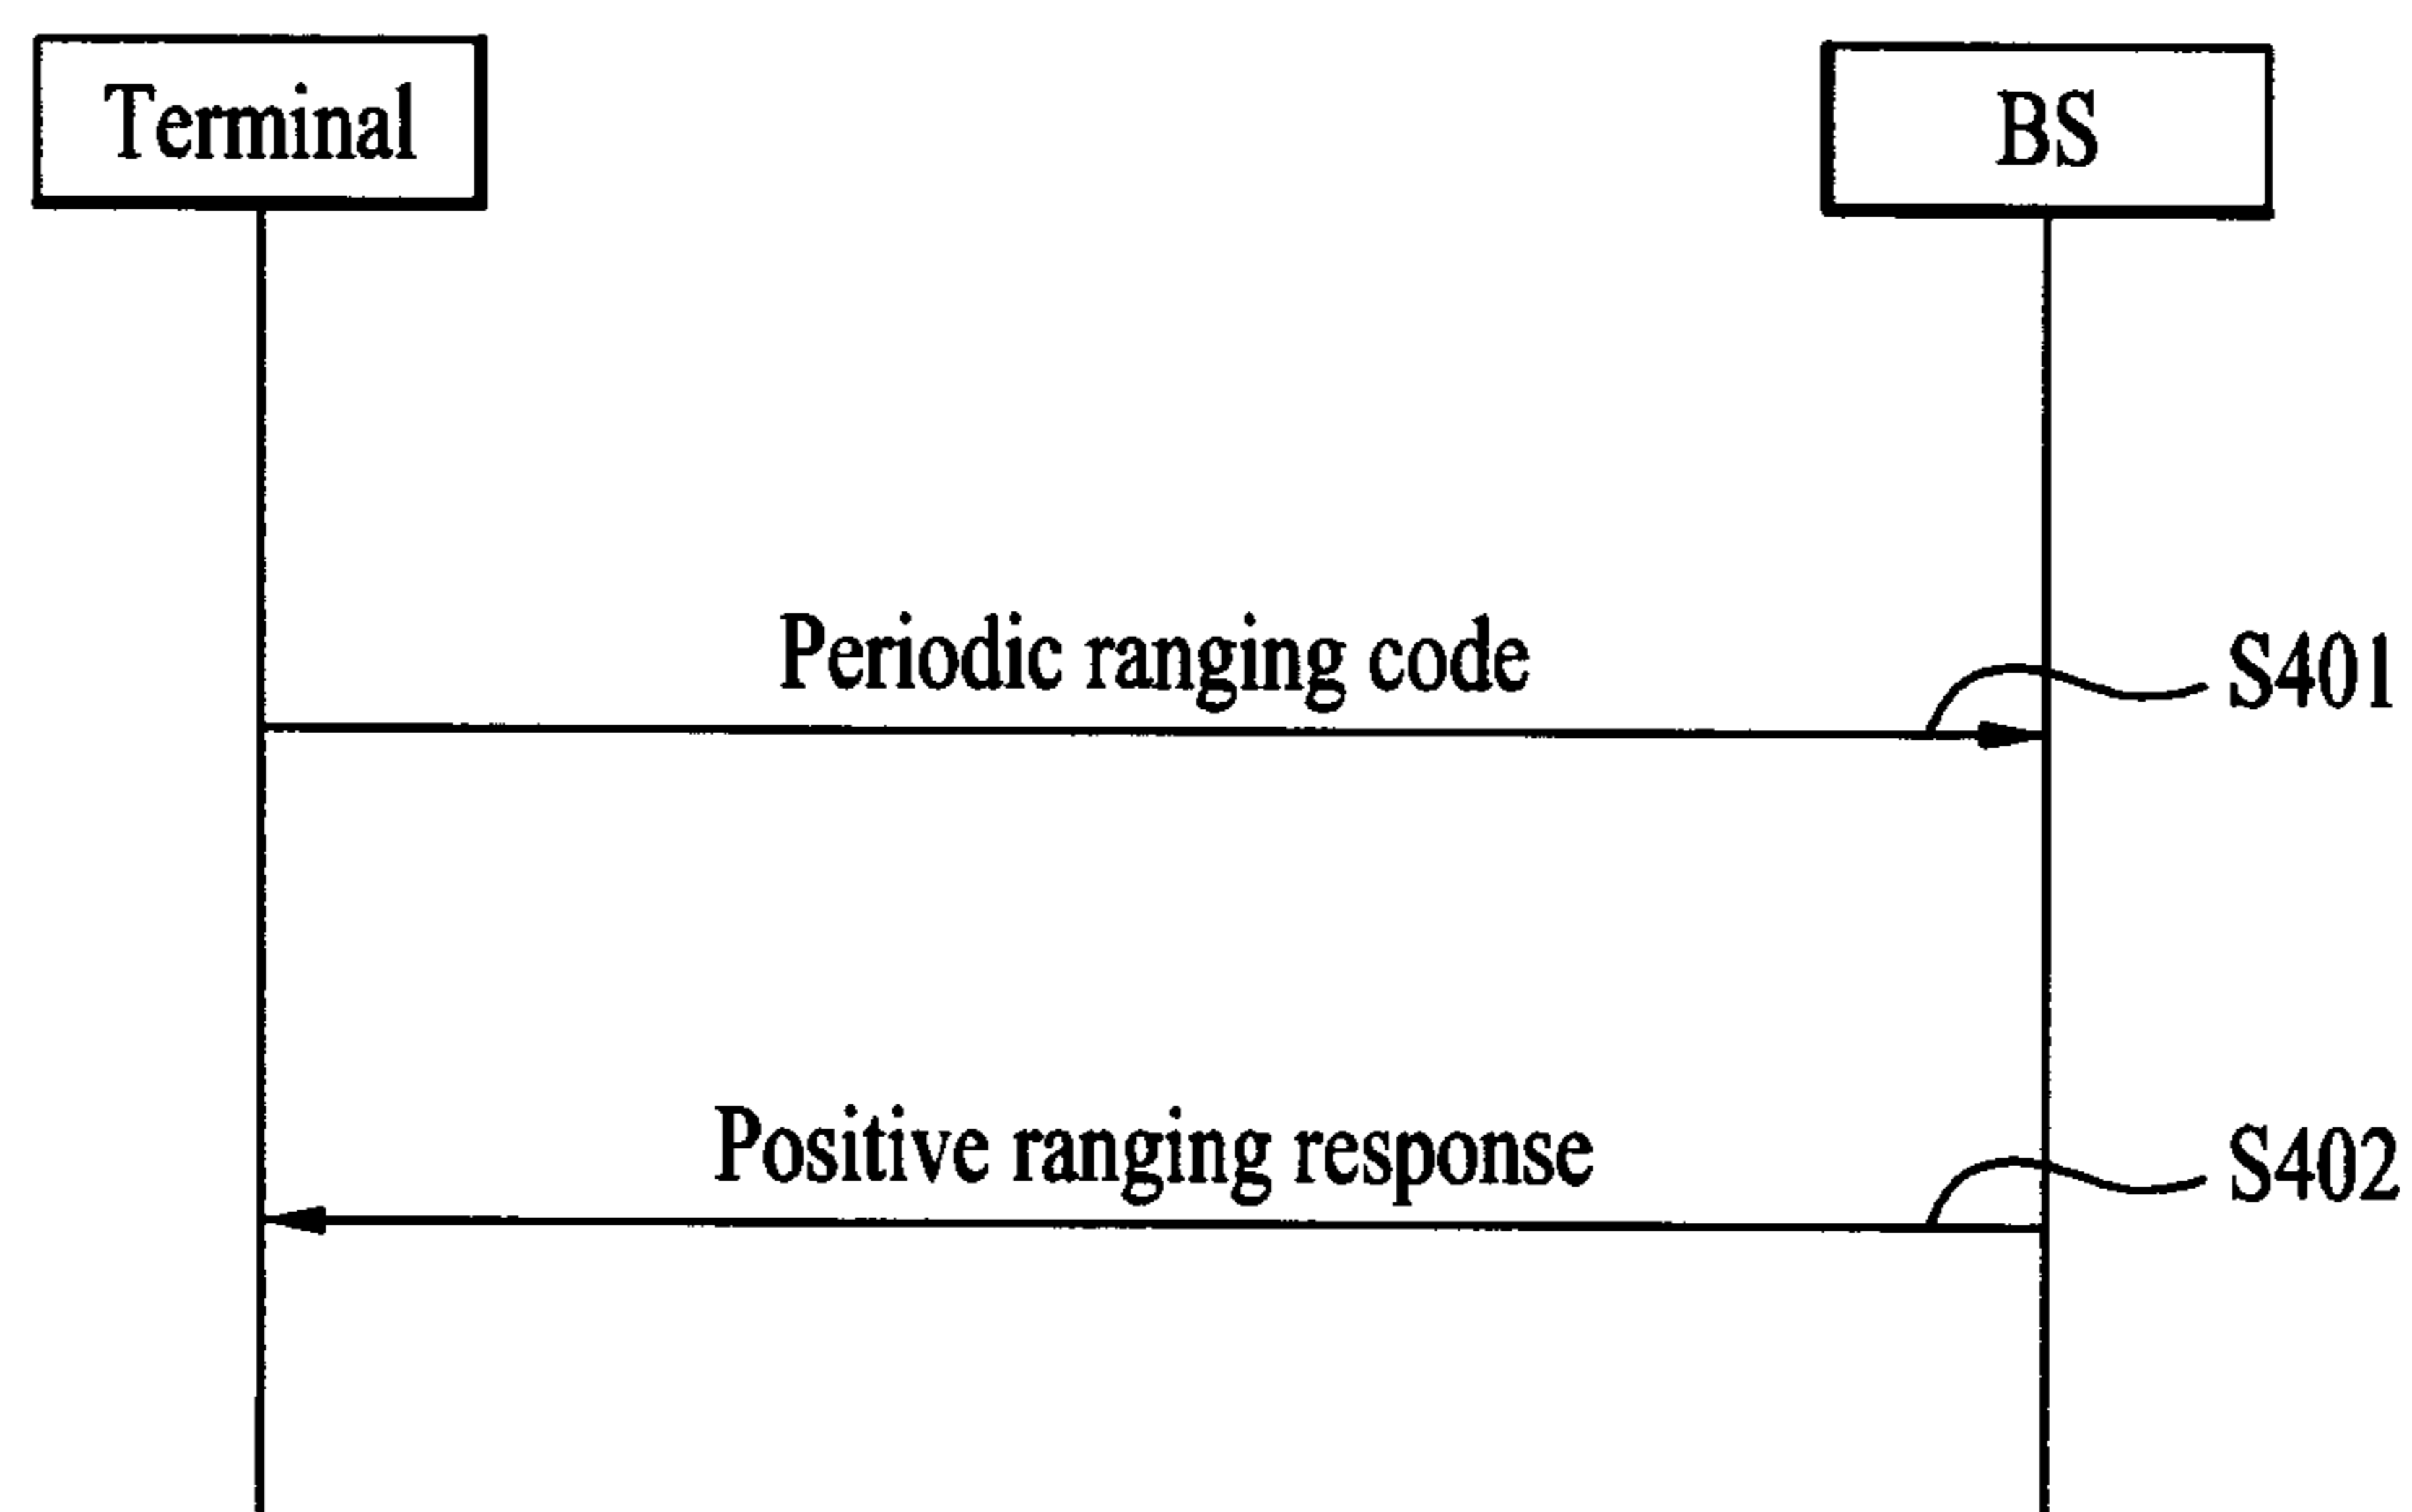 Terminal
BS
Periodic ranging code
S401
Positive ranging response
S402